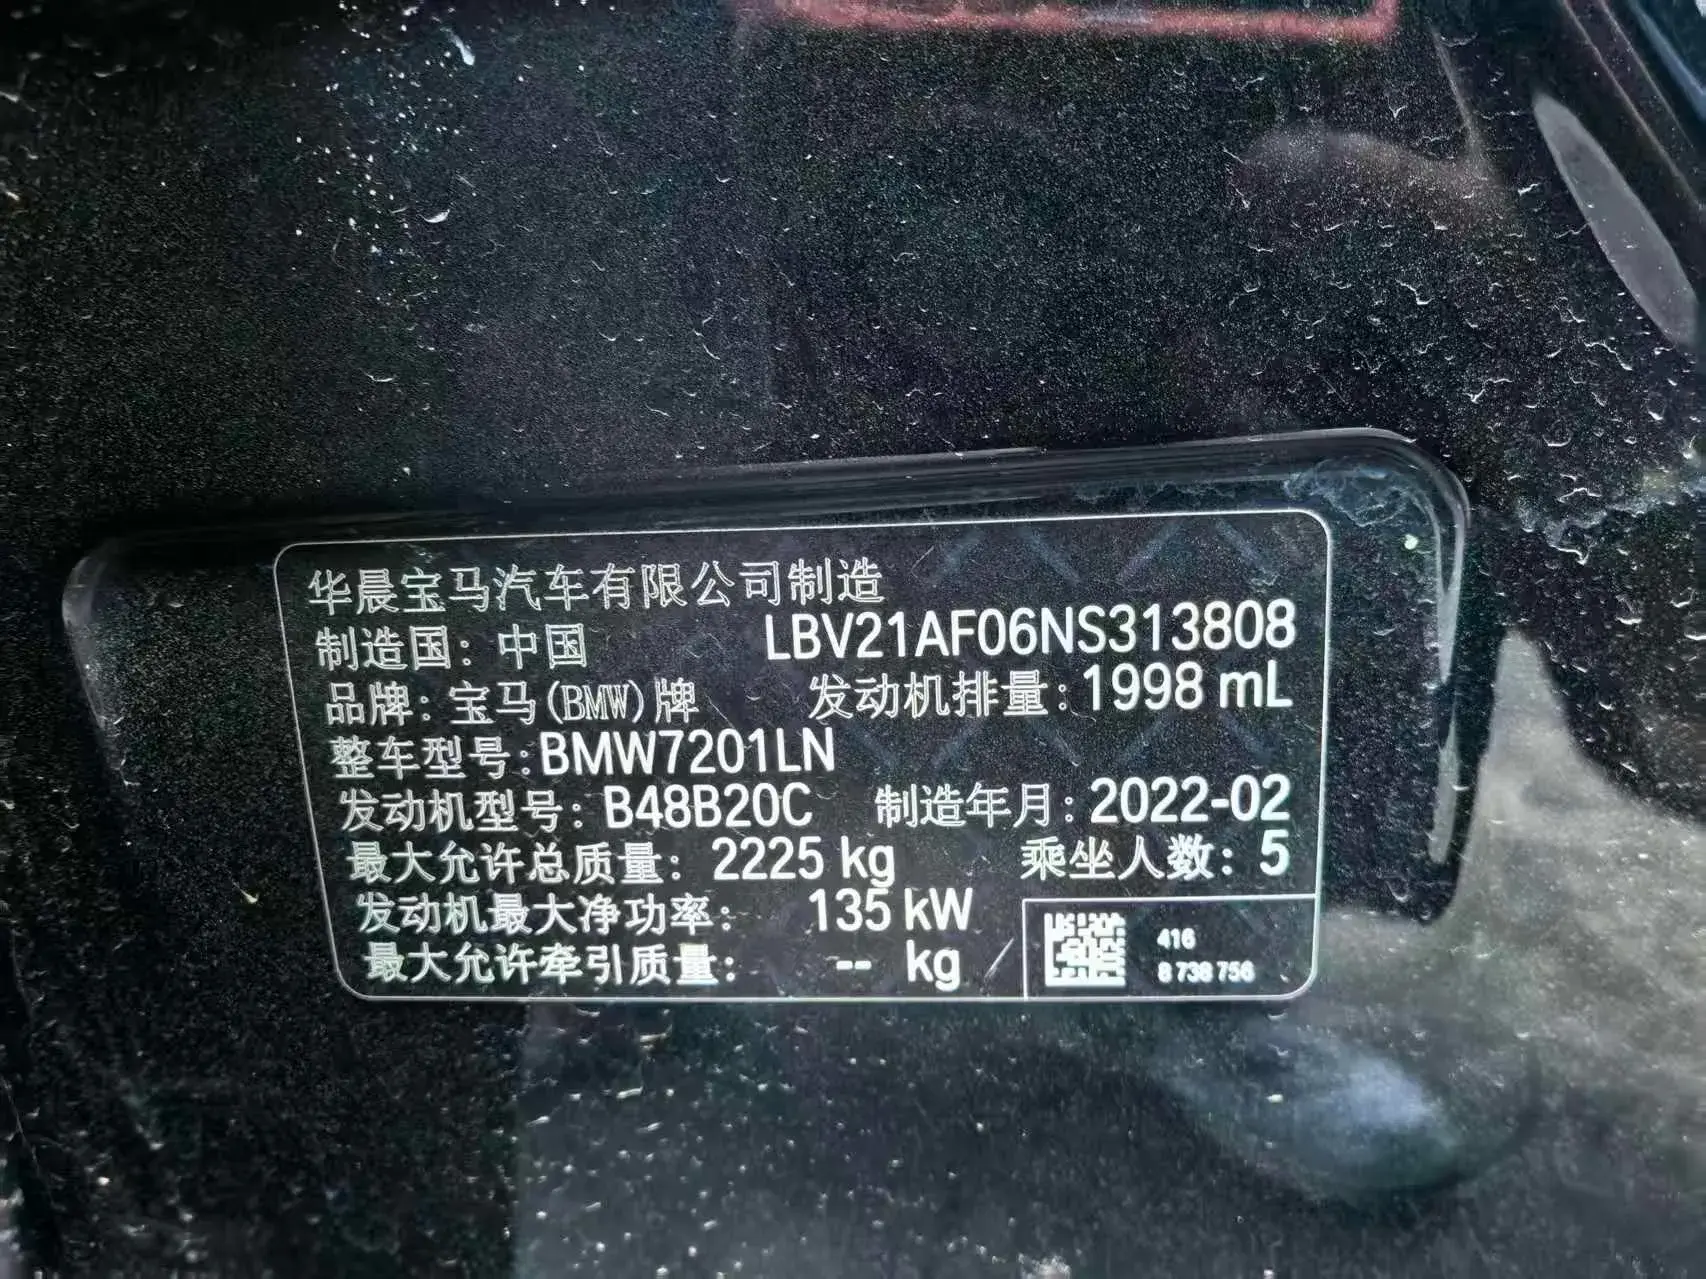 华晨宝马汽车有限公司制造
制造国：中国 LBV21AF06NS313808
品牌：宝马(BMW)牌 发动机排量：1998 mL
整车型号：BMW7201LN
发动机型号：B48B20C 制造年月：2022-02
最大允许总质量：2225 kg 乘坐人数：5
发动机最大净功率：135 kW
最大允许牵引质量：-- kg
416
8 738 756